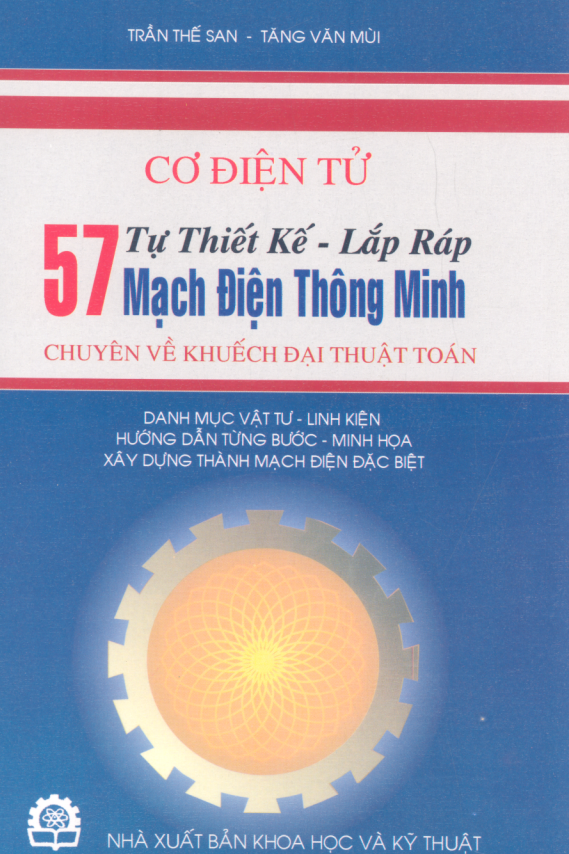 TRẦN THẾ SAN - TĂNG VĂN MÙI
CƠ ĐIỆN TỬ
57 Tự Thiết Kế - Lắp Ráp
Mạch Điện Thông Minh
CHUYÊN VỀ KHUẾCH ĐẠI THUẬT TOÁN
DANH MỤC VẬT TƯ - LINH KIỆN
HƯỚNG DẪN TỪNG BƯỚC - MINH HỌA
XÂY DỰNG THÀNH MẠCH ĐIỆN ĐẶC BIỆT
NHÀ XUẤT BẢN KHOA HỌC VÀ KỸ THUẬT